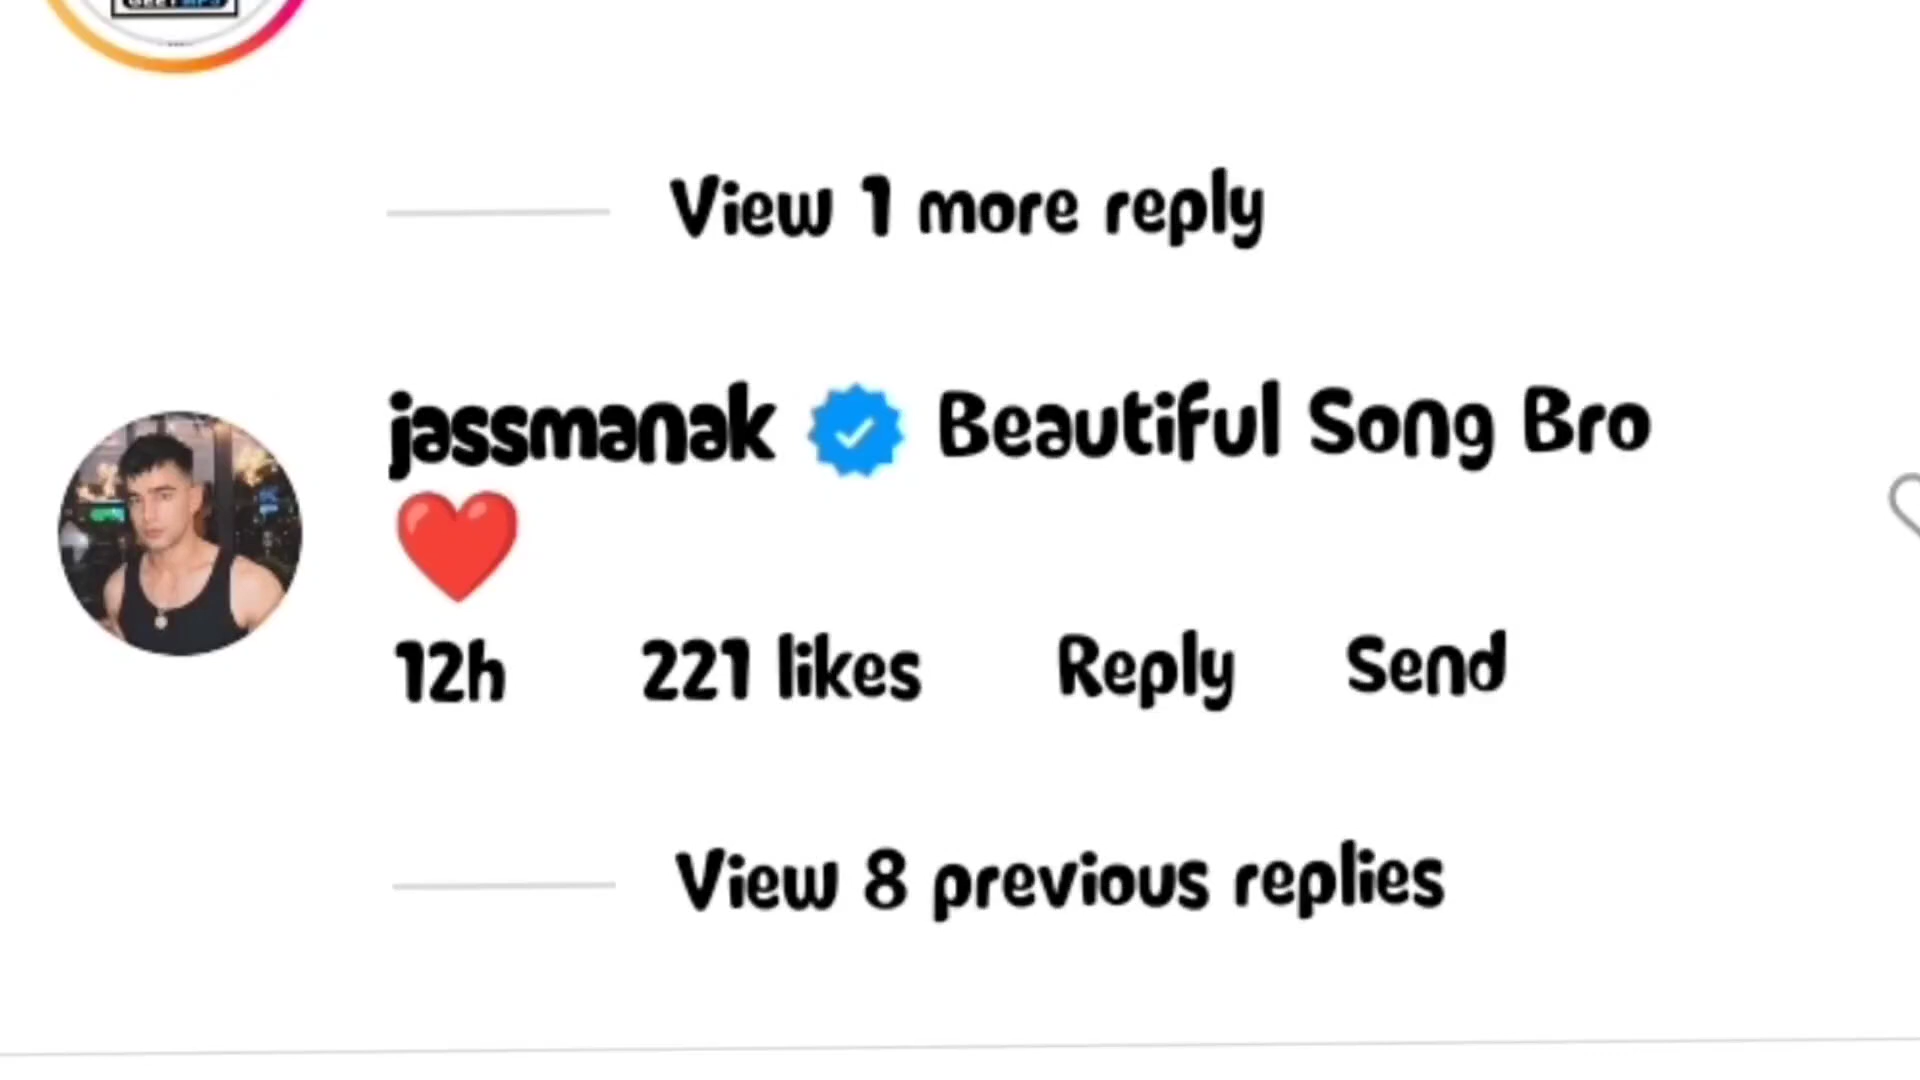 View 1 more reply
jassmanak Beautiful Song Bro
❤️
12h 221 likes Reply Send
View 8 previous replies